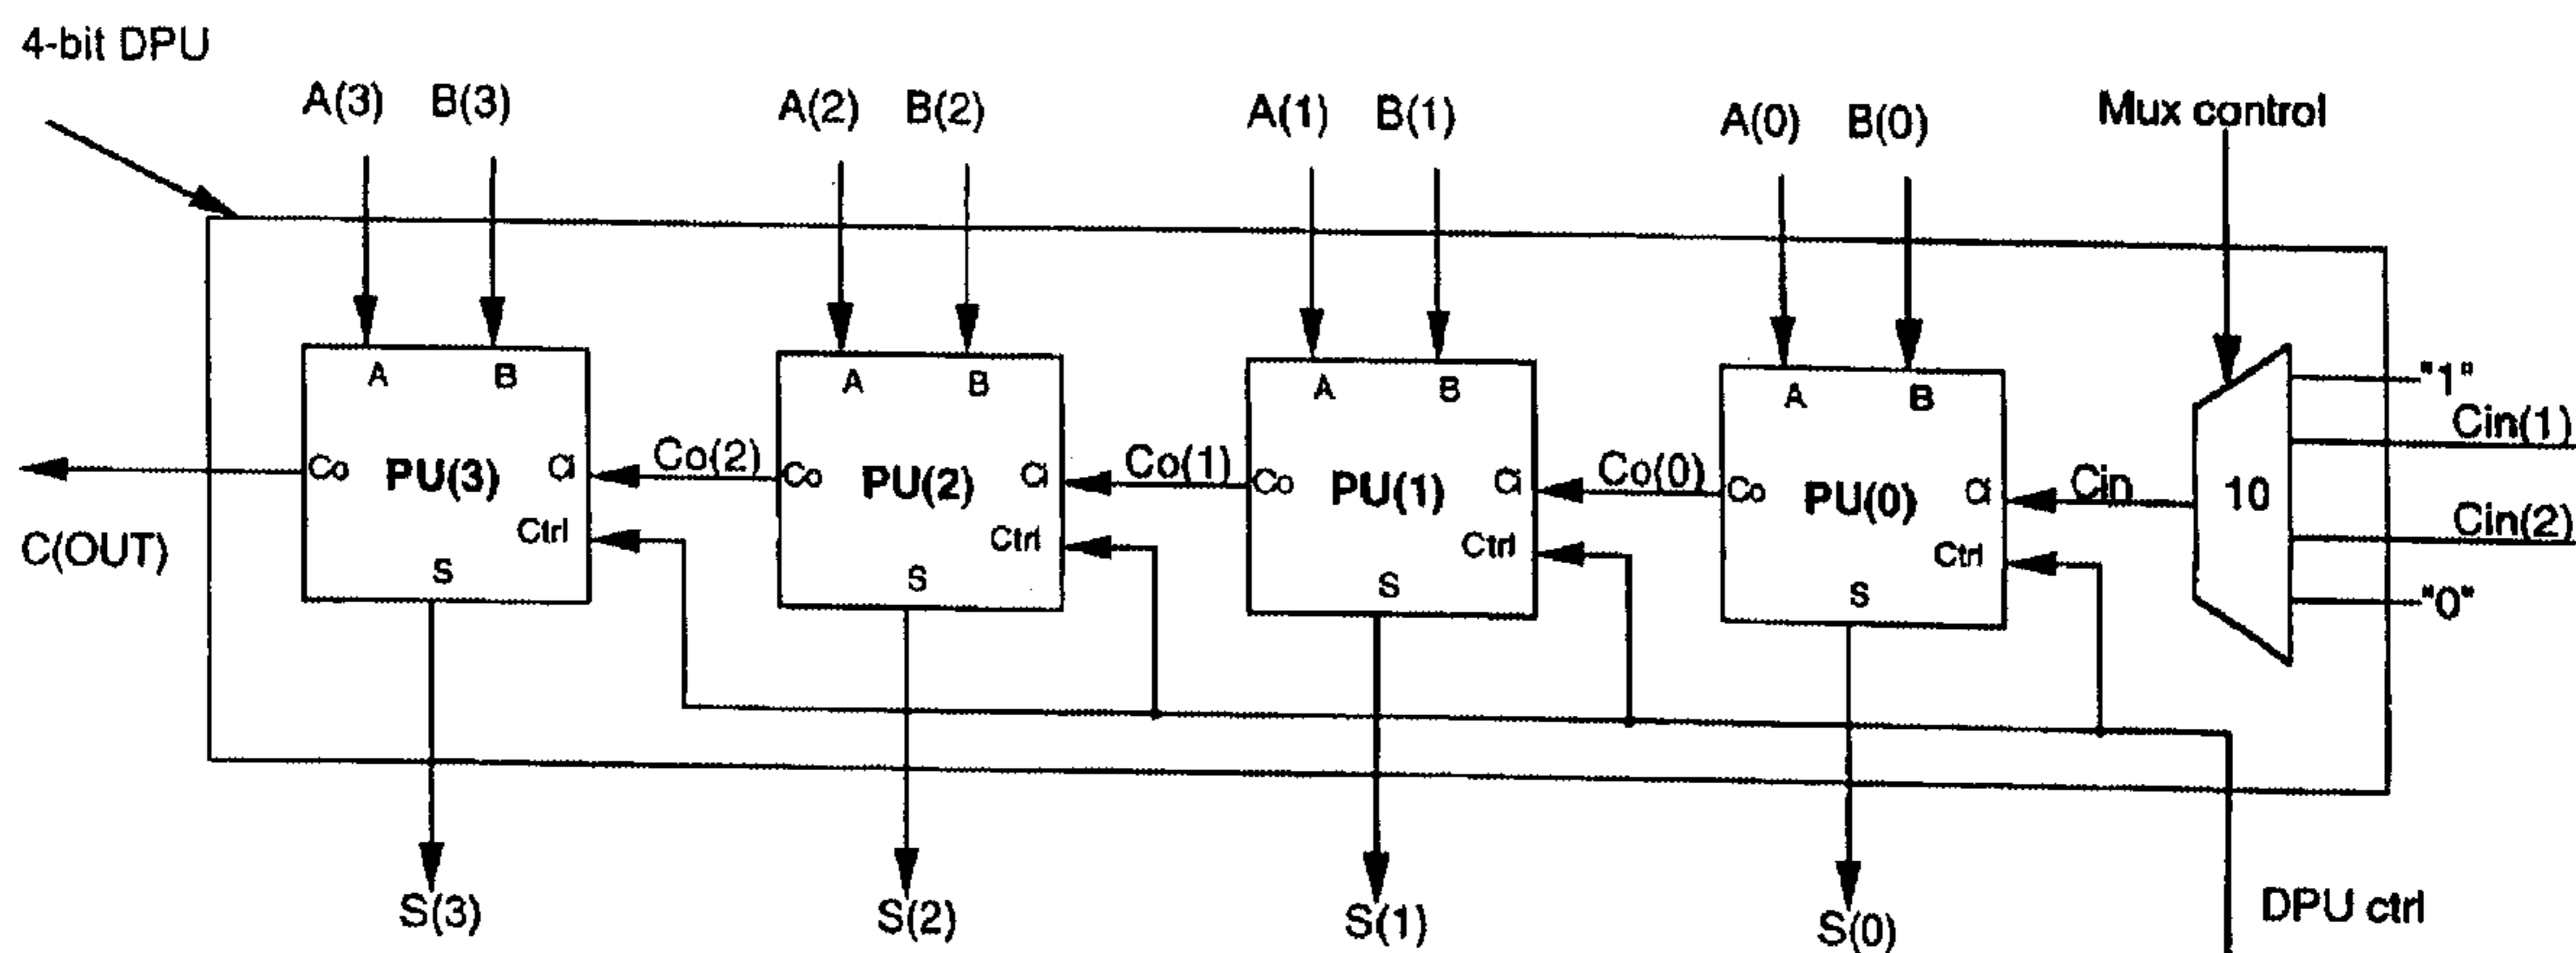 4-bit DPU
A(3) B(3) A(2) B(2) A(1) B(1) A(0) B(0) Mux control
A B A B A B A B "1"
Cin(1)
Co PU(3) Ci Co(2) Co PU(2) Ci Co(1) Co PU(1) Ci Co(0) Co PU(0) Ci Cin 10
Cin(2)
C(OUT) Ctrl Ctrl Ctrl Ctrl
S S S S "0"
S(3) S(2) S(1) S(0) DPU ctrl